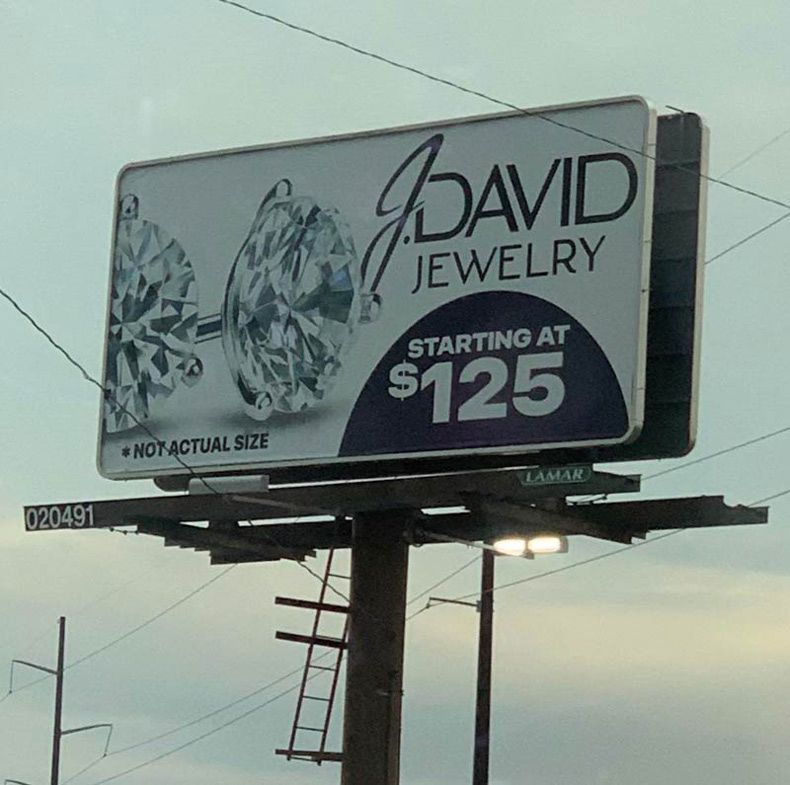 J.DAVID
JEWELRY
STARTING AT
$125
* NOT ACTUAL SIZE
LAMAR
020491